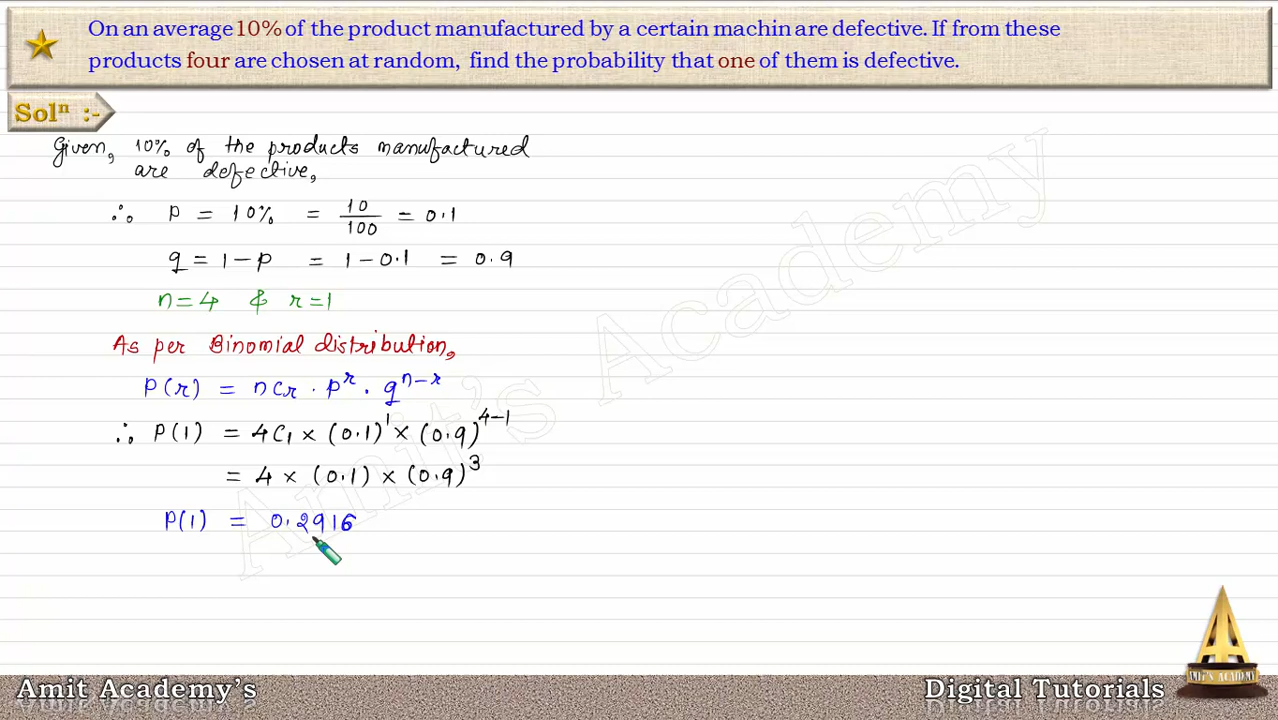 On an average 10% of the product manufactured by a certain machin are defective. If from these
products four are chosen at random, find the probability that one of them is defective.
Solⁿ :-
Given, 10% of the products manufactured
are defective,
∴ p = 10% = 10/100 = 0.1
q = 1 - p = 1 - 0.1 = 0.9
n = 4 & r = 1
As per Binomial distribution,
P(r) = nCr · p^r · q^(n-r)
∴ P(1) = 4C₁ × (0.1)^1 × (0.9)^(4-1)
= 4 × (0.1) × (0.9)^3
P(1) = 0.2916
Amit's Academy
AMIT's ACADEMY
Amit Academy's
Digital Tutorials